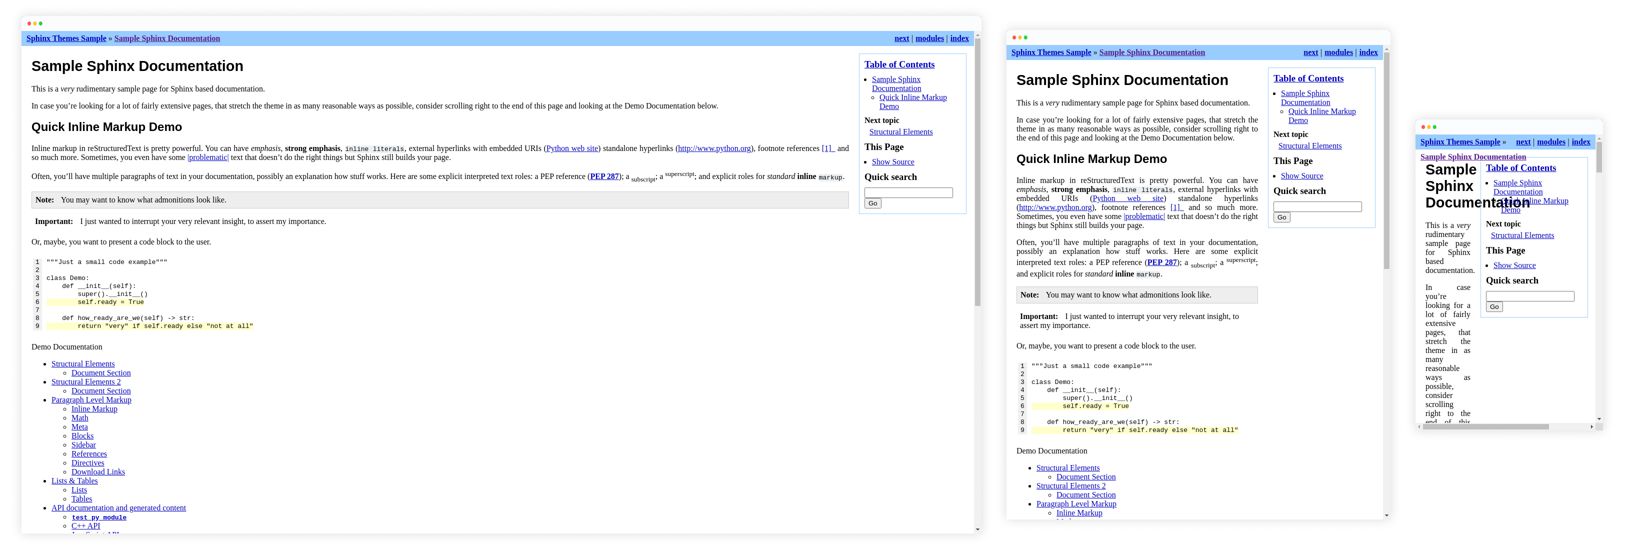 Sphinx Themes Sample » Sample Sphinx Documentation
next | modules | index
Sample Sphinx Documentation
This is a very rudimentary sample page for Sphinx based documentation.
In case you’re looking for a lot of fairly extensive pages, that stretch the theme in as many reasonable ways as possible, consider scrolling right to the end of this page and looking at the Demo Documentation below.
Quick Inline Markup Demo
Inline markup in reStructuredText is pretty powerful. You can have emphasis, strong emphasis, inline literals, external hyperlinks with embedded URIs (Python web site) standalone hyperlinks (http://www.python.org), footnote references [1]_ and
so much more. Sometimes, you even have some |problematic| text that doesn’t do the right things but Sphinx still builds your page.
Often, you’ll have multiple paragraphs of text in your documentation, possibly an explanation how stuff works. Here are some explicit interpreted text roles: a PEP reference (PEP 287); a subscript; a superscript; and explicit roles for standard inline markup.
Note: You may want to know what admonitions look like.
Important: I just wanted to interrupt your very relevant insight, to assert my importance.
Or, maybe, you want to present a code block to the user.
1 """Just a small code example"""
2
3 class Demo:
4 def __init__(self):
5 super().__init__()
6 self.ready = True
7
8 def how_ready_are_we(self) -> str:
9 return "very" if self.ready else "not at all"
Demo Documentation
Structural Elements
Document Section
Structural Elements 2
Document Section
Paragraph Level Markup
Inline Markup
Math
Meta
Blocks
Sidebar
References
Directives
Download Links
Lists & Tables
Lists
Tables
API documentation and generated content
test_py_module
C++ API
Table of Contents
Sample Sphinx
Documentation
Quick Inline Markup
Demo
Next topic
Structural Elements
This Page
Show Source
Quick search
Go
Sphinx Themes Sample » Sample Sphinx Documentation
next | modules | index
Sample Sphinx Documentation
This is a very rudimentary sample page for Sphinx based documentation.
In case you’re looking for a lot of fairly extensive pages, that stretch the
theme in as many reasonable ways as possible, consider scrolling right to
the end of this page and looking at the Demo Documentation below.
Quick Inline Markup Demo
Inline markup in reStructuredText is pretty powerful. You can have
emphasis, strong emphasis, inline literals, external hyperlinks with
embedded URIs (Python web site) standalone hyperlinks
(http://www.python.org), footnote references [1]_ and so much more.
Sometimes, you even have some |problematic| text that doesn’t do the right
things but Sphinx still builds your page.
Often, you’ll have multiple paragraphs of text in your documentation,
possibly an explanation how stuff works. Here are some explicit
interpreted text roles: a PEP reference (PEP 287); a subscript; a superscript;
and explicit roles for standard inline markup.
Note: You may want to know what admonitions look like.
Important: I just wanted to interrupt your very relevant insight, to
assert my importance.
Or, maybe, you want to present a code block to the user.
1 """Just a small code example"""
2
3 class Demo:
4 def __init__(self):
5 super().__init__()
6 self.ready = True
7
8 def how_ready_are_we(self) -> str:
9 return "very" if self.ready else "not at all"
Demo Documentation
Structural Elements
Document Section
Structural Elements 2
Document Section
Paragraph Level Markup
Inline Markup
Table of Contents
Sample Sphinx
Documentation
Quick Inline Markup
Demo
Next topic
Structural Elements
This Page
Show Source
Quick search
Go
Sphinx Themes Sample »
next | modules | index
Sample Sphinx Documentation
Sample
Sphinx
Documentation
This is a very
rudimentary
sample page
for Sphinx
based
documentation.
In case
you’re
looking for a
lot of fairly
extensive
pages, that
stretch the
theme in as
many
reasonable
ways as
possible,
consider
scrolling
right to the
end of this
Table of Contents
Sample Sphinx
Documentation
Quick Inline Markup
Demo
Next topic
Structural Elements
This Page
Show Source
Quick search
Go